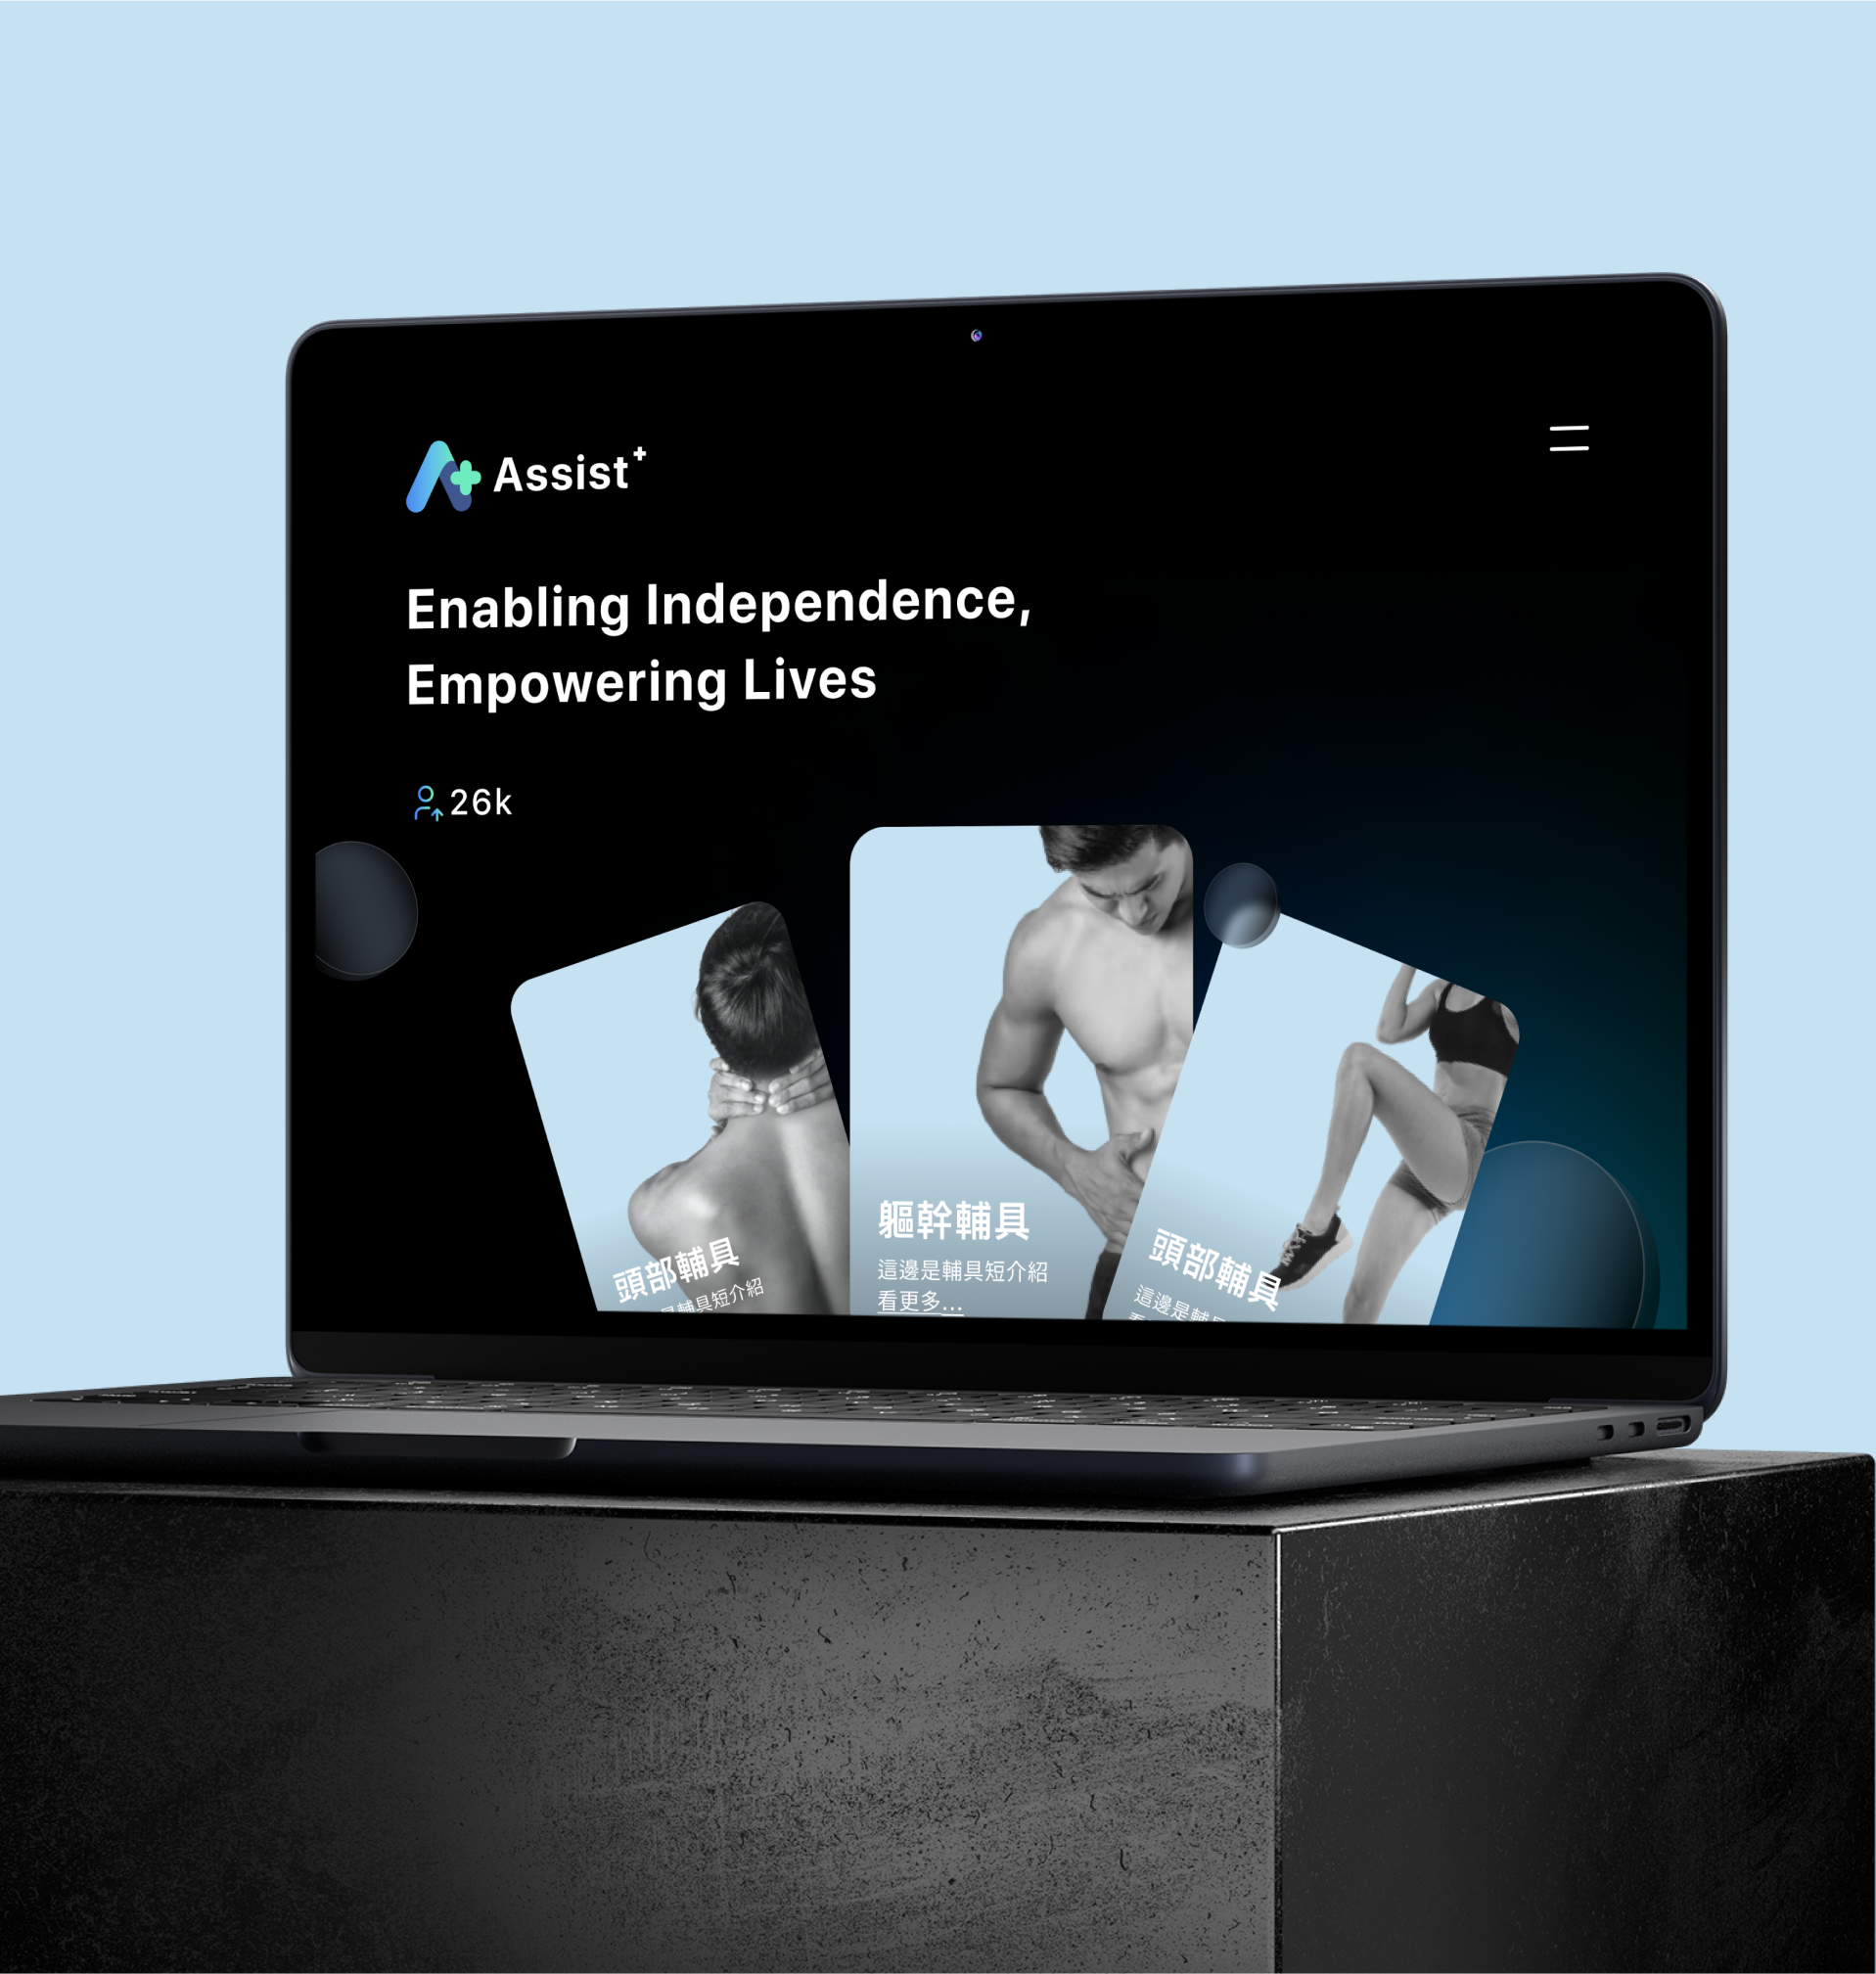 Assist+
Enabling Independence,
Empowering Lives
26k
頭部輔具
輔具短介紹
軀幹輔具
這邊是輔具短介紹
看更多...
頭部輔具
這邊是輔